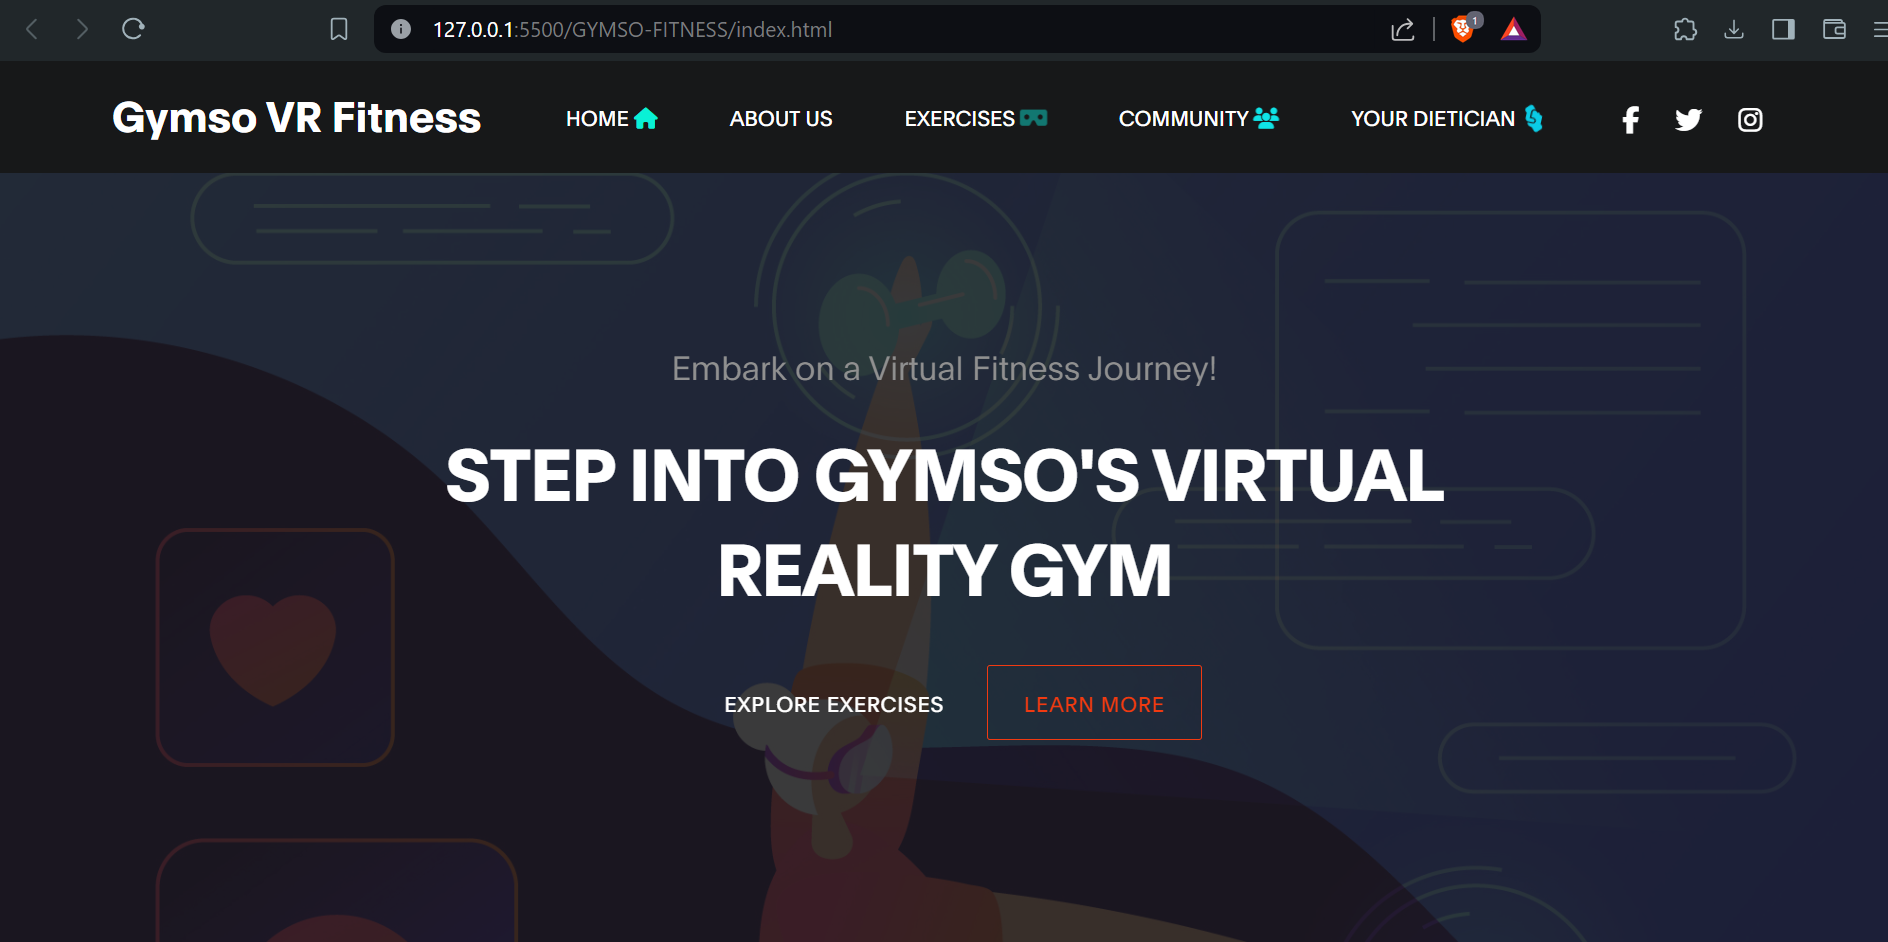 127.0.0.1:5500/GYMSO-FITNESS/index.html
1
Gymso VR Fitness
HOME
ABOUT US
EXERCISES
COMMUNITY
YOUR DIETICIAN
Embark on a Virtual Fitness Journey!
STEP INTO GYMSO'S VIRTUAL
REALITY GYM
EXPLORE EXERCISES
LEARN MORE